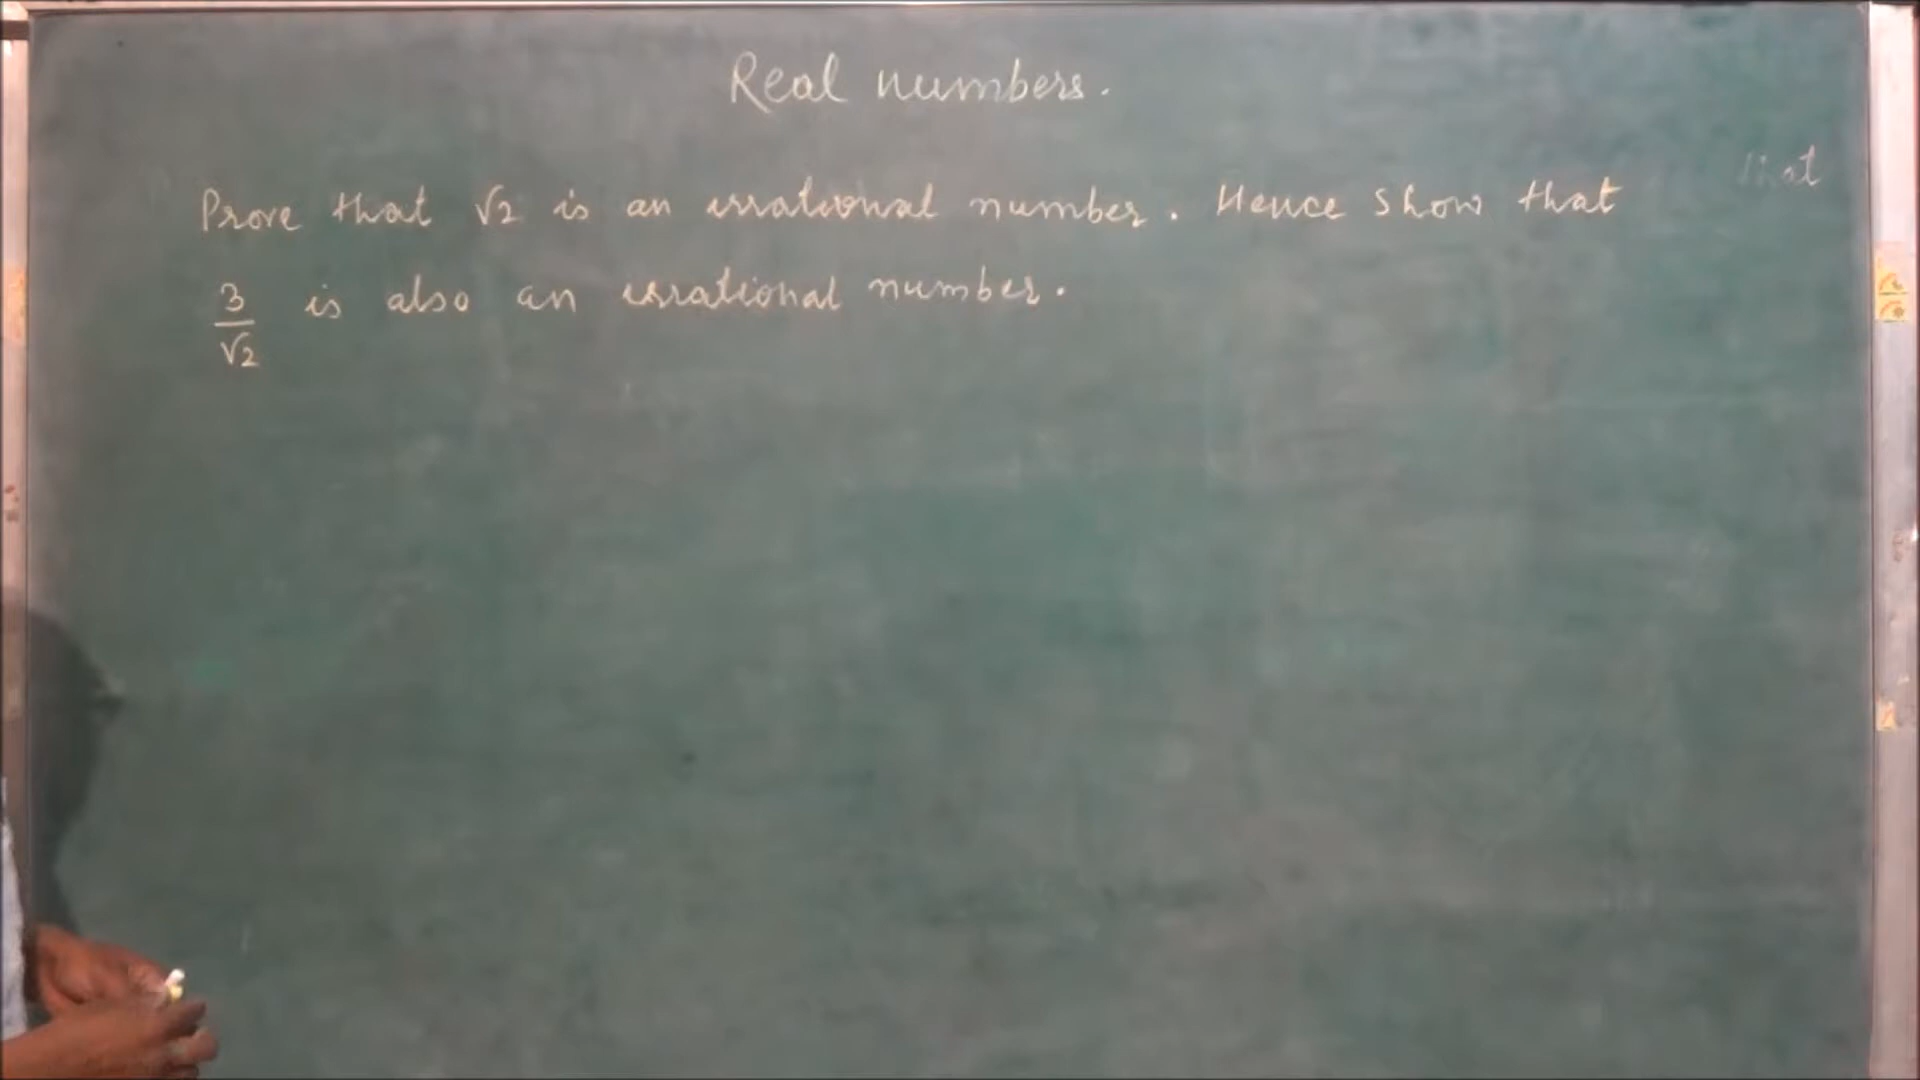 Real numbers.
Prove that √2 is an irrational number. Hence show that
3/√2 is also an irrational number.